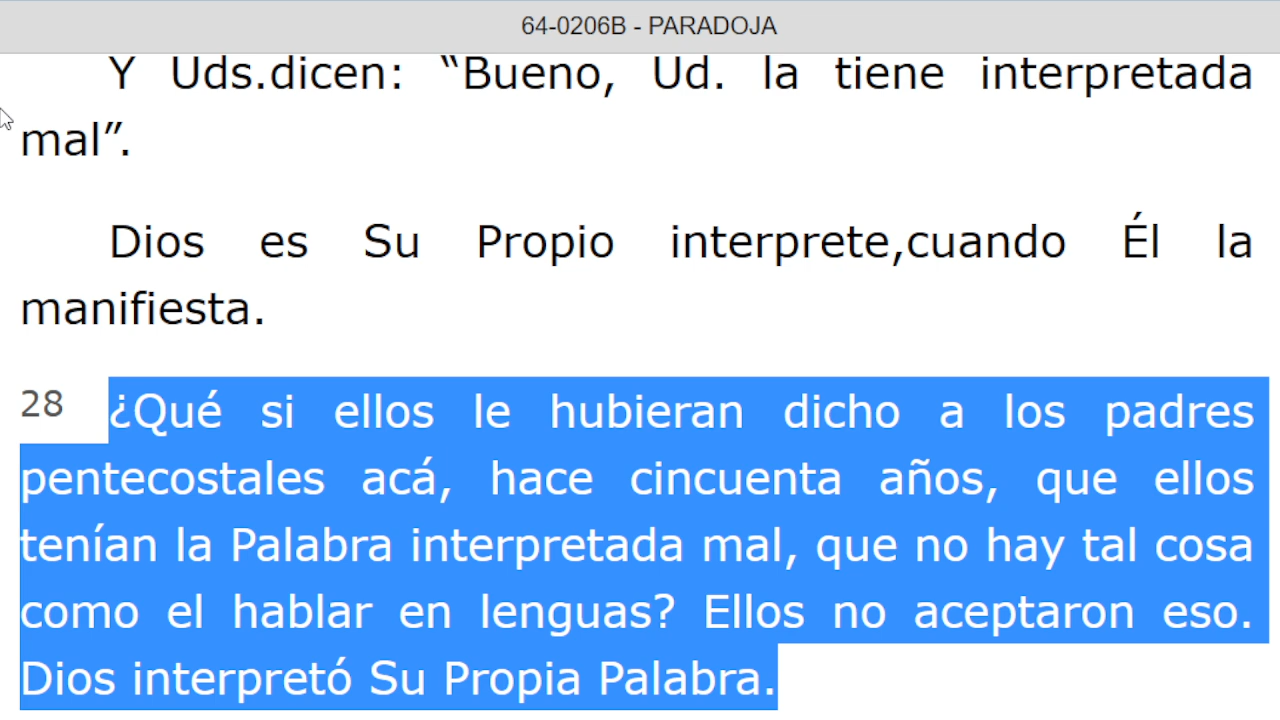 64-0206B - PARADOJA
Y Uds.dicen: “Bueno, Ud. la tiene interpretada
mal”.
Dios es Su Propio interprete,cuando Él la
manifiesta.
28 ¿Qué si ellos le hubieran dicho a los padres
pentecostales acá, hace cincuenta años, que ellos
tenían la Palabra interpretada mal, que no hay tal cosa
como el hablar en lenguas? Ellos no aceptaron eso.
Dios interpretó Su Propia Palabra.